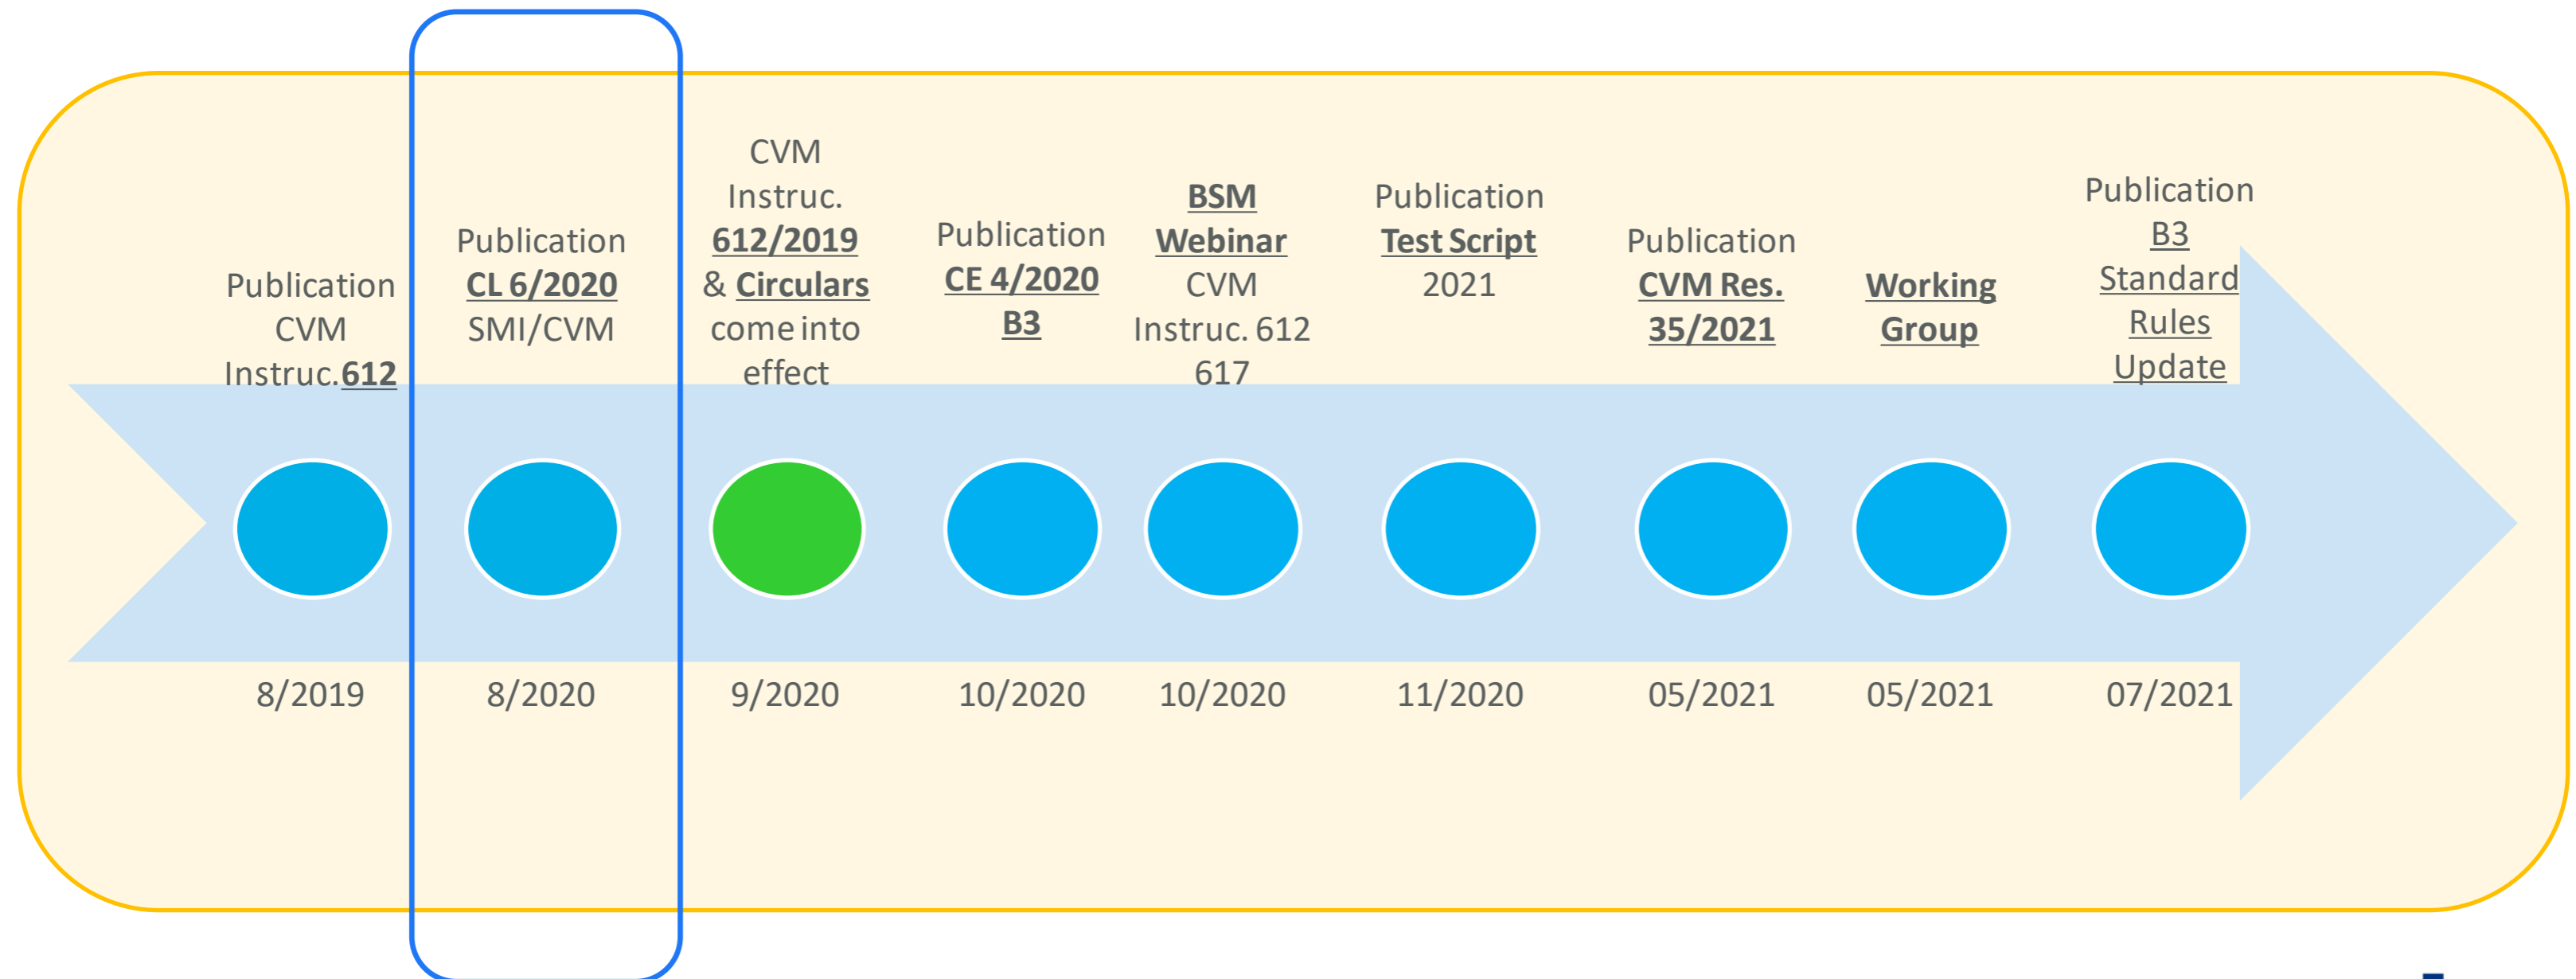 Publication
CVM
Instruc.612
Publication
CL 6/2020
SMI/CVM
CVM
Instruc.
612/2019
& Circulars
come into
effect
Publication
CE 4/2020
B3
BSM
Webinar
CVM
Instruc. 612
617
Publication
Test Script
2021
Publication
CVM Res.
35/2021
Working
Group
Publication
B3
Standard
Rules
Update
8/2019
8/2020
9/2020
10/2020
10/2020
11/2020
05/2021
05/2021
07/2021